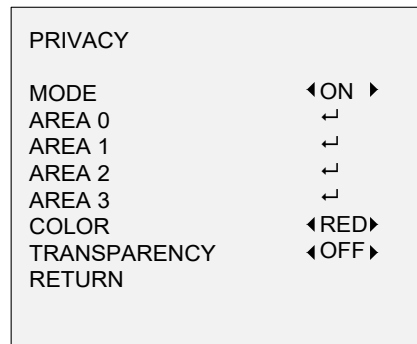 PRIVACY
MODE ◀ON ▶
AREA 0 ↵
AREA 1 ↵
AREA 2 ↵
AREA 3 ↵
COLOR ◀RED▶
TRANSPARENCY ◀OFF▶
RETURN